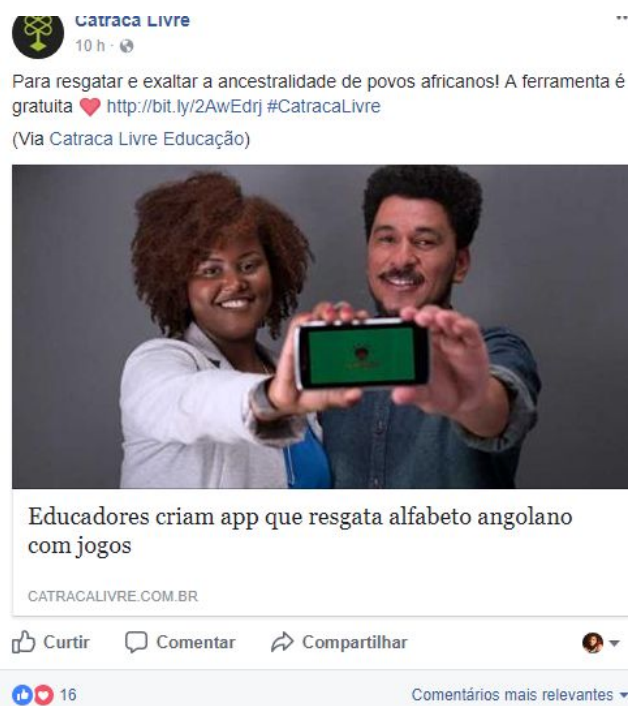 Catraca Livre
10 h
Para resgatar e exaltar a ancestralidade de povos africanos! A ferramenta é
gratuita ❤ http://bit.ly/2AwEdrj #CatracaLivre
(Via Catraca Livre Educação)
Educadores criam app que resgata alfabeto angolano
com jogos
CATRACALIVRE.COM.BR
Curtir Comentar Compartilhar
16 Comentários mais relevantes